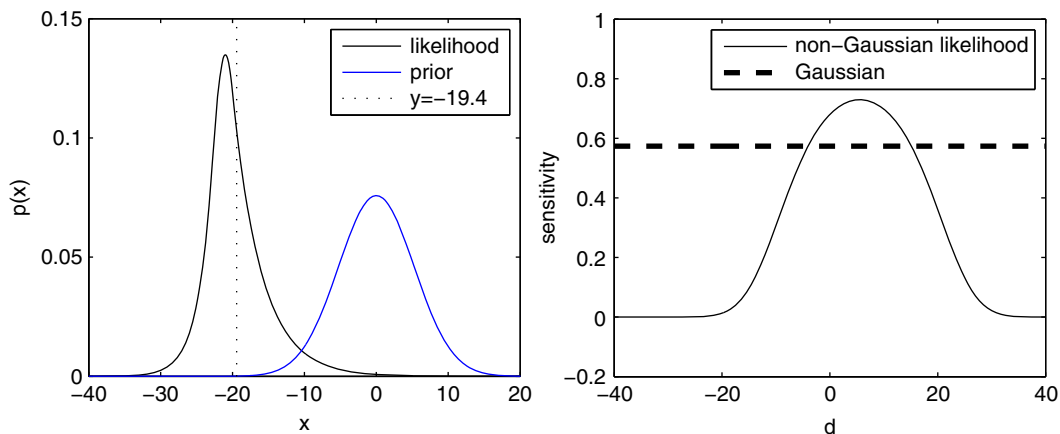 0.15
0.1
0.05
0
p(x)
−40
−30
−20
−10
0
10
20
x
likelihood
prior
y=−19.4
1
0.8
0.6
0.4
0.2
0
−0.2
sensitivity
−40
−20
0
20
40
d
non-Gaussian likelihood
Gaussian